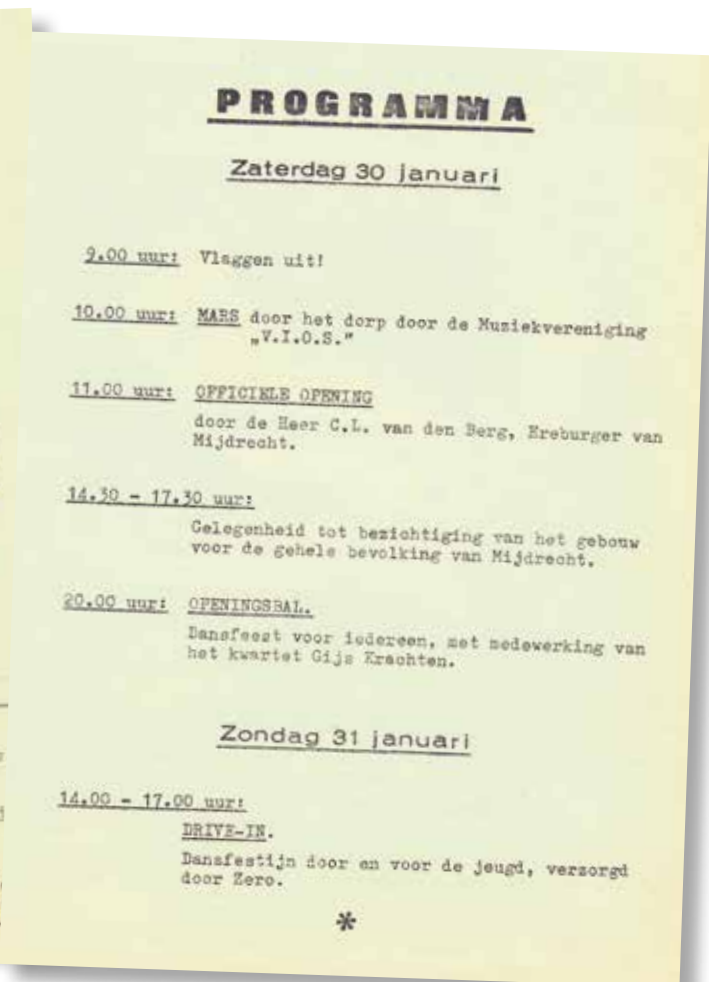 PROGRAMMA
Zaterdag 30 januari
9.00 uur: Vlaggen uit!
10.00 uur: MARS door het dorp door de Muziekvereniging
„V.I.O.S."
11.00 uur: OFFICIELE OPENING
door de Heer C.L. van den Berg, Ereburger van
Mijdrecht.
14.30 - 17.30 uur:
Gelegenheid tot bezichtiging van het gebouw
voor de gehele bevolking van Mijdrecht.
20.00 uur: OPENINGSBAL.
Dansfeest voor iedereen, met medewerking van
het kwartet Gijs Krachten.
Zondag 31 januari
14.00 - 17.00 uur:
DRIVE-IN.
Dansfestijn door en voor de jeugd, verzorgd
door Zero.
*